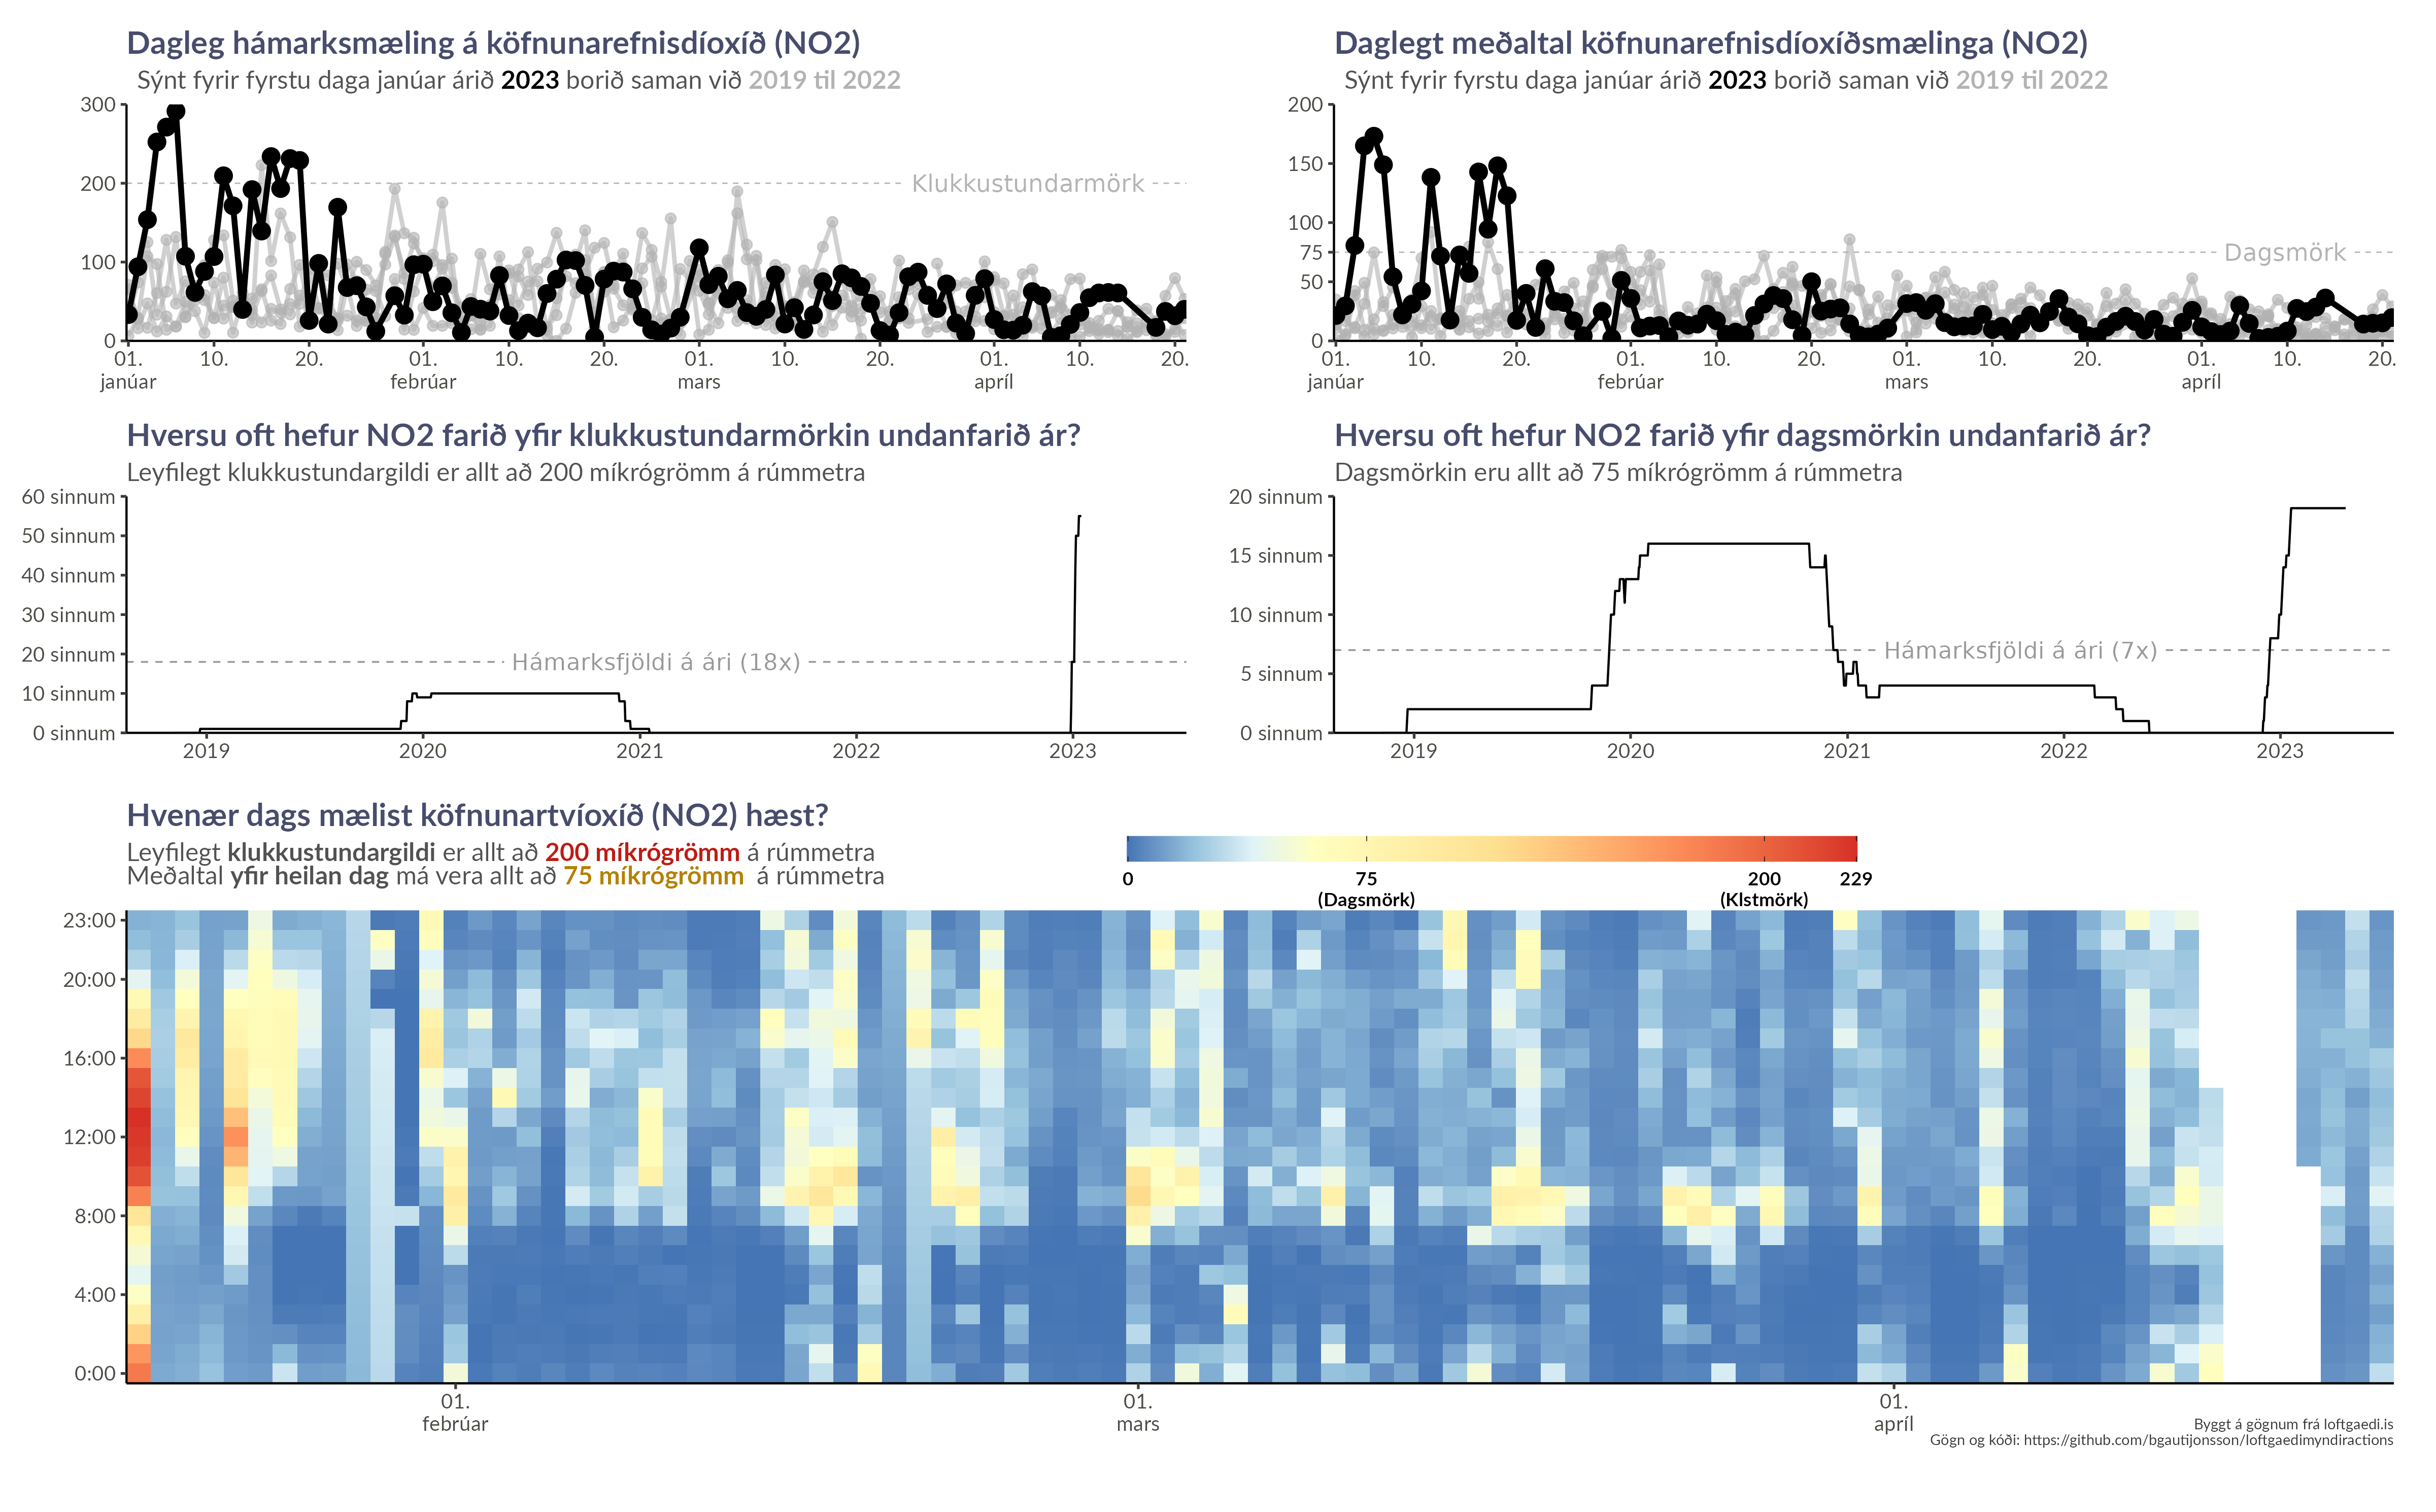 Dagleg hámarksmæling á köfnunarefnisdíoxíð (NO2)
Sýnt fyrir fyrstu daga janúar árið 2023 borið saman við 2019 til 2022
300
200
100
0
Klukkustundarmörk
01. 10. 20. 01. 10. 20. 01. 10. 20. 01. 10. 20.
janúar febrúar mars apríl
Daglegt meðaltal köfnunarefnisdíoxíðsmælinga (NO2)
Sýnt fyrir fyrstu daga janúar árið 2023 borið saman við 2019 til 2022
200
150
100
75
50
0
Dagsmörk
01. 10. 20. 01. 10. 20. 01. 10. 20. 01. 10. 20.
janúar febrúar mars apríl
Hversu oft hefur NO2 farið yfir klukkustundarmörkin undanfarið ár?
Leyfilegt klukkustundargildi er allt að 200 míkrógrömm á rúmmetra
60 sinnum
50 sinnum
40 sinnum
30 sinnum
20 sinnum
10 sinnum
0 sinnum
Hámarksfjöldi á ári (18x)
2019 2020 2021 2022 2023
Hversu oft hefur NO2 farið yfir dagsmörkin undanfarið ár?
Dagsmörkin eru allt að 75 míkrógrömm á rúmmetra
20 sinnum
15 sinnum
10 sinnum
5 sinnum
0 sinnum
Hámarksfjöldi á ári (7x)
2019 2020 2021 2022 2023
Hvenær dags mælist köfnunartvíoxíð (NO2) hæst?
Leyfilegt klukkustundargildi er allt að 200 míkrógrömm á rúmmetra
Meðaltal yfir heilan dag má vera allt að 75 míkrógrömm á rúmmetra
0 75 200 229
(Dagsmörk) (Klstmörk)
23:00
20:00
16:00
12:00
8:00
4:00
0:00
01. 01. 01.
febrúar mars apríl
Byggt á gögnum frá loftgaedi.is
Gögn og kóði: https://github.com/bgautijonsson/loftgaedimyndiractions